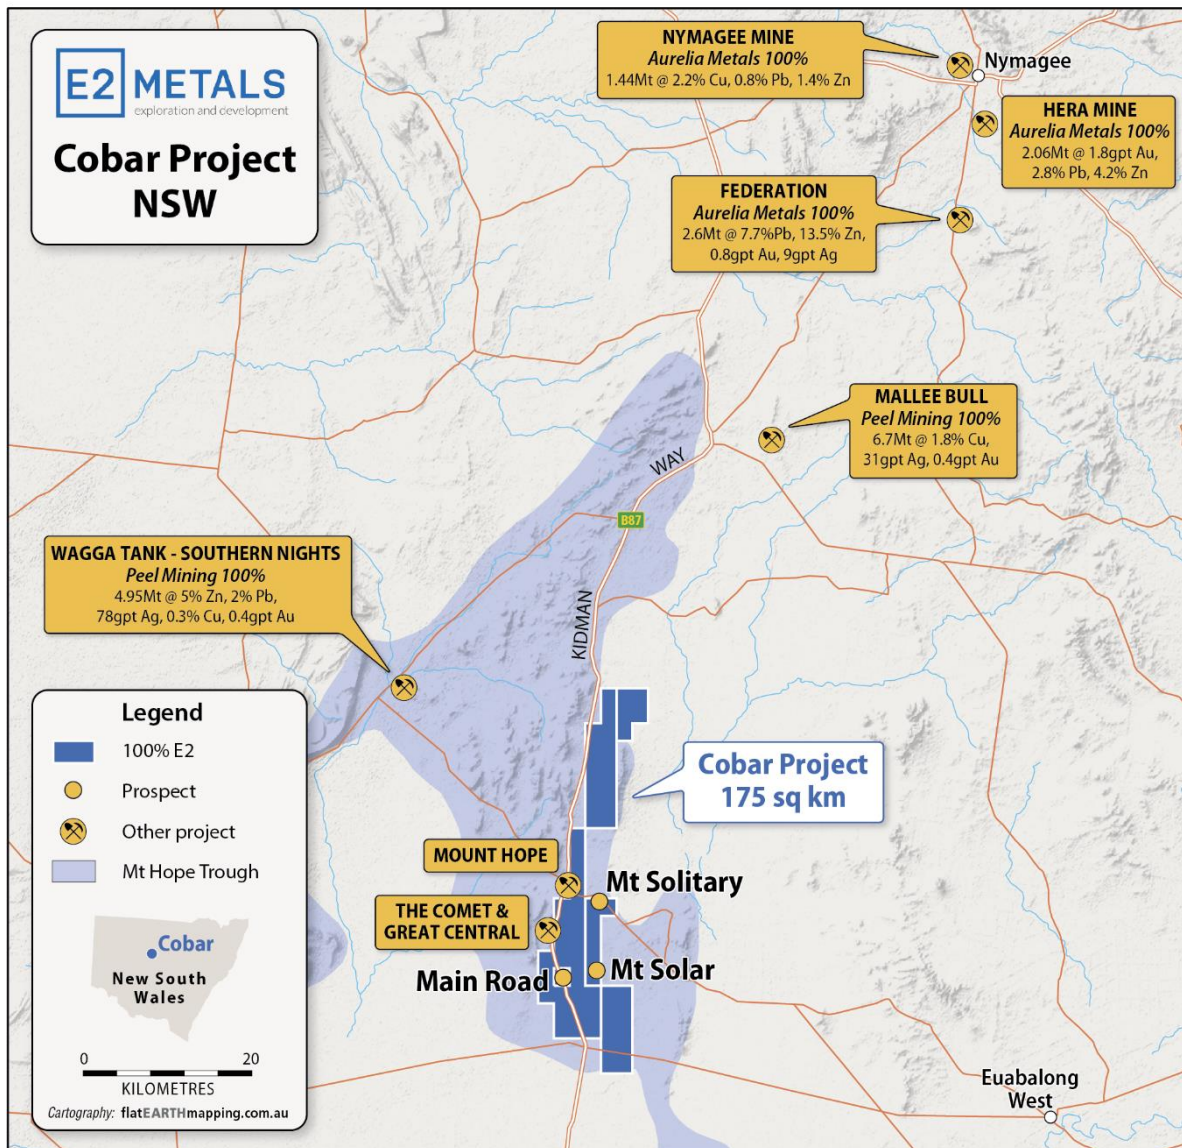 E2 METALS
exploration and development
Cobar Project
NSW
NYMAGEE MINE
Aurelia Metals 100%
1.44Mt @ 2.2% Cu, 0.8% Pb, 1.4% Zn
Nymagee
HERA MINE
Aurelia Metals 100%
2.06Mt @ 1.8gpt Au,
2.8% Pb, 4.2% Zn
FEDERATION
Aurelia Metals 100%
2.6Mt @ 7.7%Pb, 13.5% Zn,
0.8gpt Au, 9gpt Ag
MALLEE BULL
Peel Mining 100%
6.7Mt @ 1.8% Cu,
31gpt Ag, 0.4gpt Au
KIDMAN WAY
B87
WAGGA TANK - SOUTHERN NIGHTS
Peel Mining 100%
4.95Mt @ 5% Zn, 2% Pb,
78gpt Ag, 0.3% Cu, 0.4gpt Au
Cobar Project
175 sq km
MOUNT HOPE
Mt Solitary
THE COMET &
GREAT CENTRAL
Main Road
Mt Solar
Euabalong
West
Legend
100% E2
Prospect
Other project
Mt Hope Trough
Cobar
New South
Wales
0 20
KILOMETRES
Cartography: flatEARTHmapping.com.au